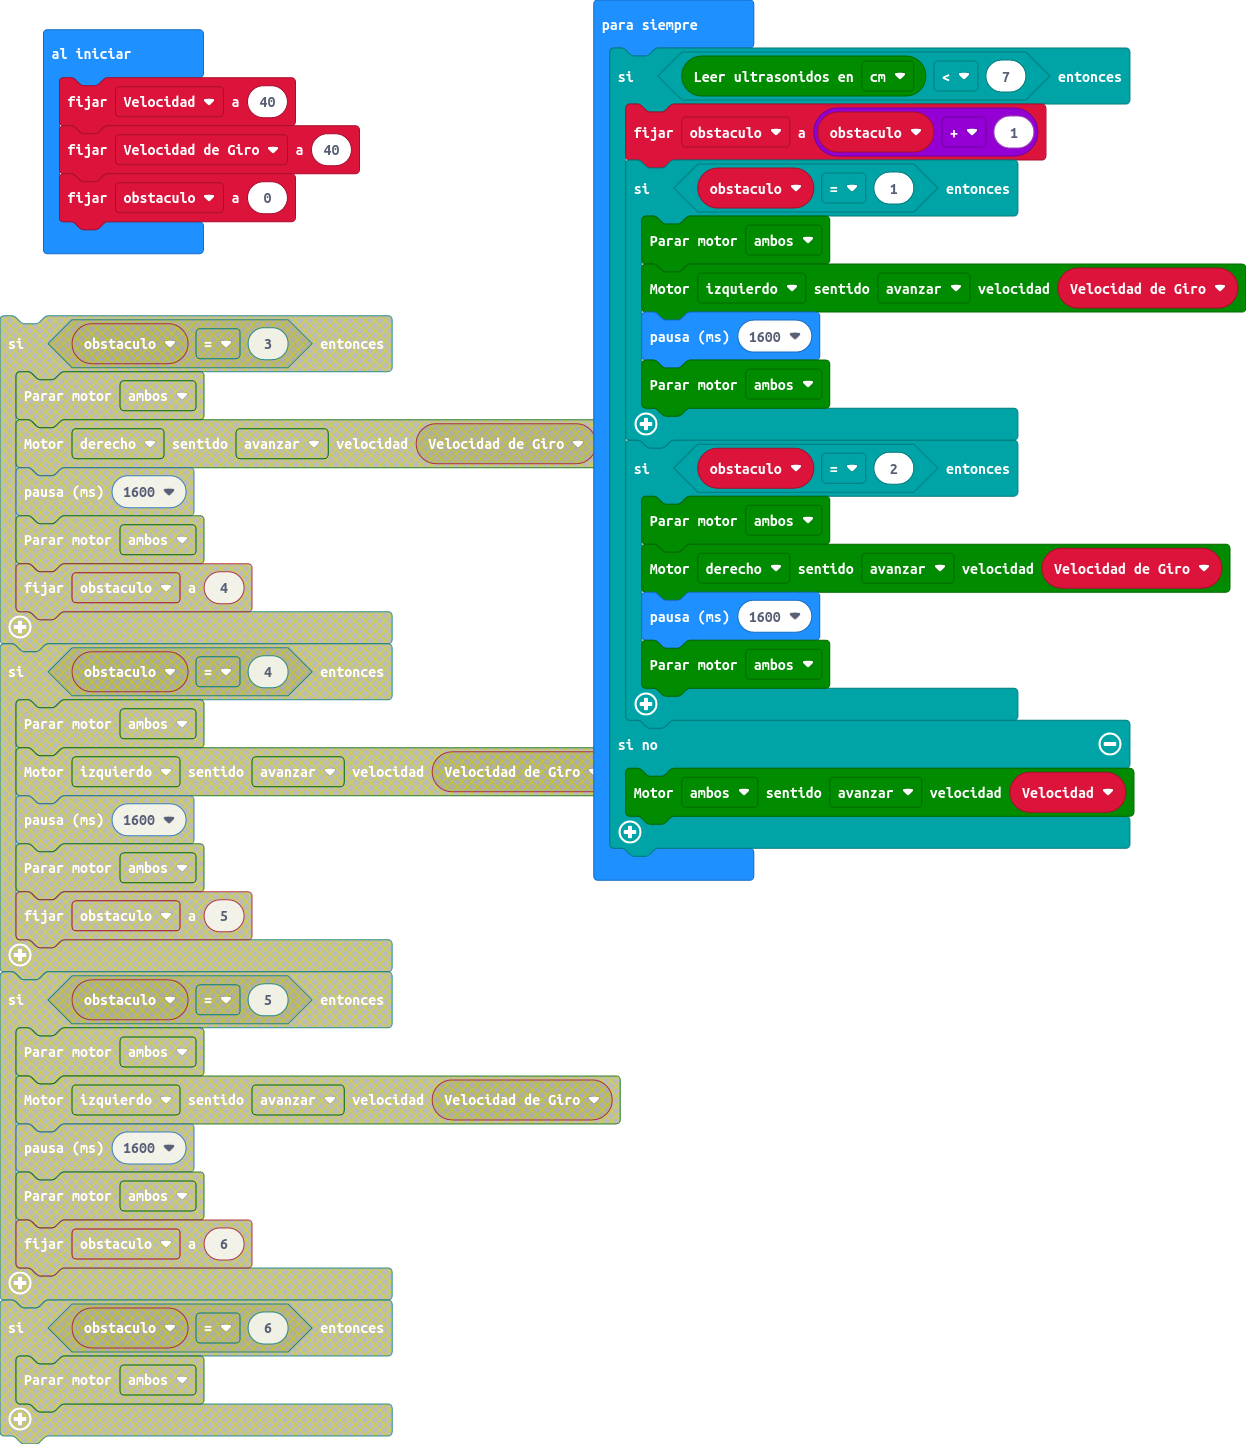 al iniciar
fijar Velocidad a 40
fijar Velocidad de Giro a 40
fijar obstaculo a 0
si obstaculo = 3 entonces
Parar motor ambos
Motor derecho sentido avanzar velocidad Velocidad de Giro
pausa (ms) 1600
Parar motor ambos
fijar obstaculo a 4
si obstaculo = 4 entonces
Parar motor ambos
Motor izquierdo sentido avanzar velocidad Velocidad de Giro
pausa (ms) 1600
Parar motor ambos
fijar obstaculo a 5
si obstaculo = 5 entonces
Parar motor ambos
Motor izquierdo sentido avanzar velocidad Velocidad de Giro
pausa (ms) 1600
Parar motor ambos
fijar obstaculo a 6
si obstaculo = 6 entonces
Parar motor ambos
para siempre
si Leer ultrasonidos en cm < 7 entonces
fijar obstaculo a obstaculo + 1
si obstaculo = 1 entonces
Parar motor ambos
Motor izquierdo sentido avanzar velocidad Velocidad de Giro
pausa (ms) 1600
Parar motor ambos
si obstaculo = 2 entonces
Parar motor ambos
Motor derecho sentido avanzar velocidad Velocidad de Giro
pausa (ms) 1600
Parar motor ambos
si no
Motor ambos sentido avanzar velocidad Velocidad